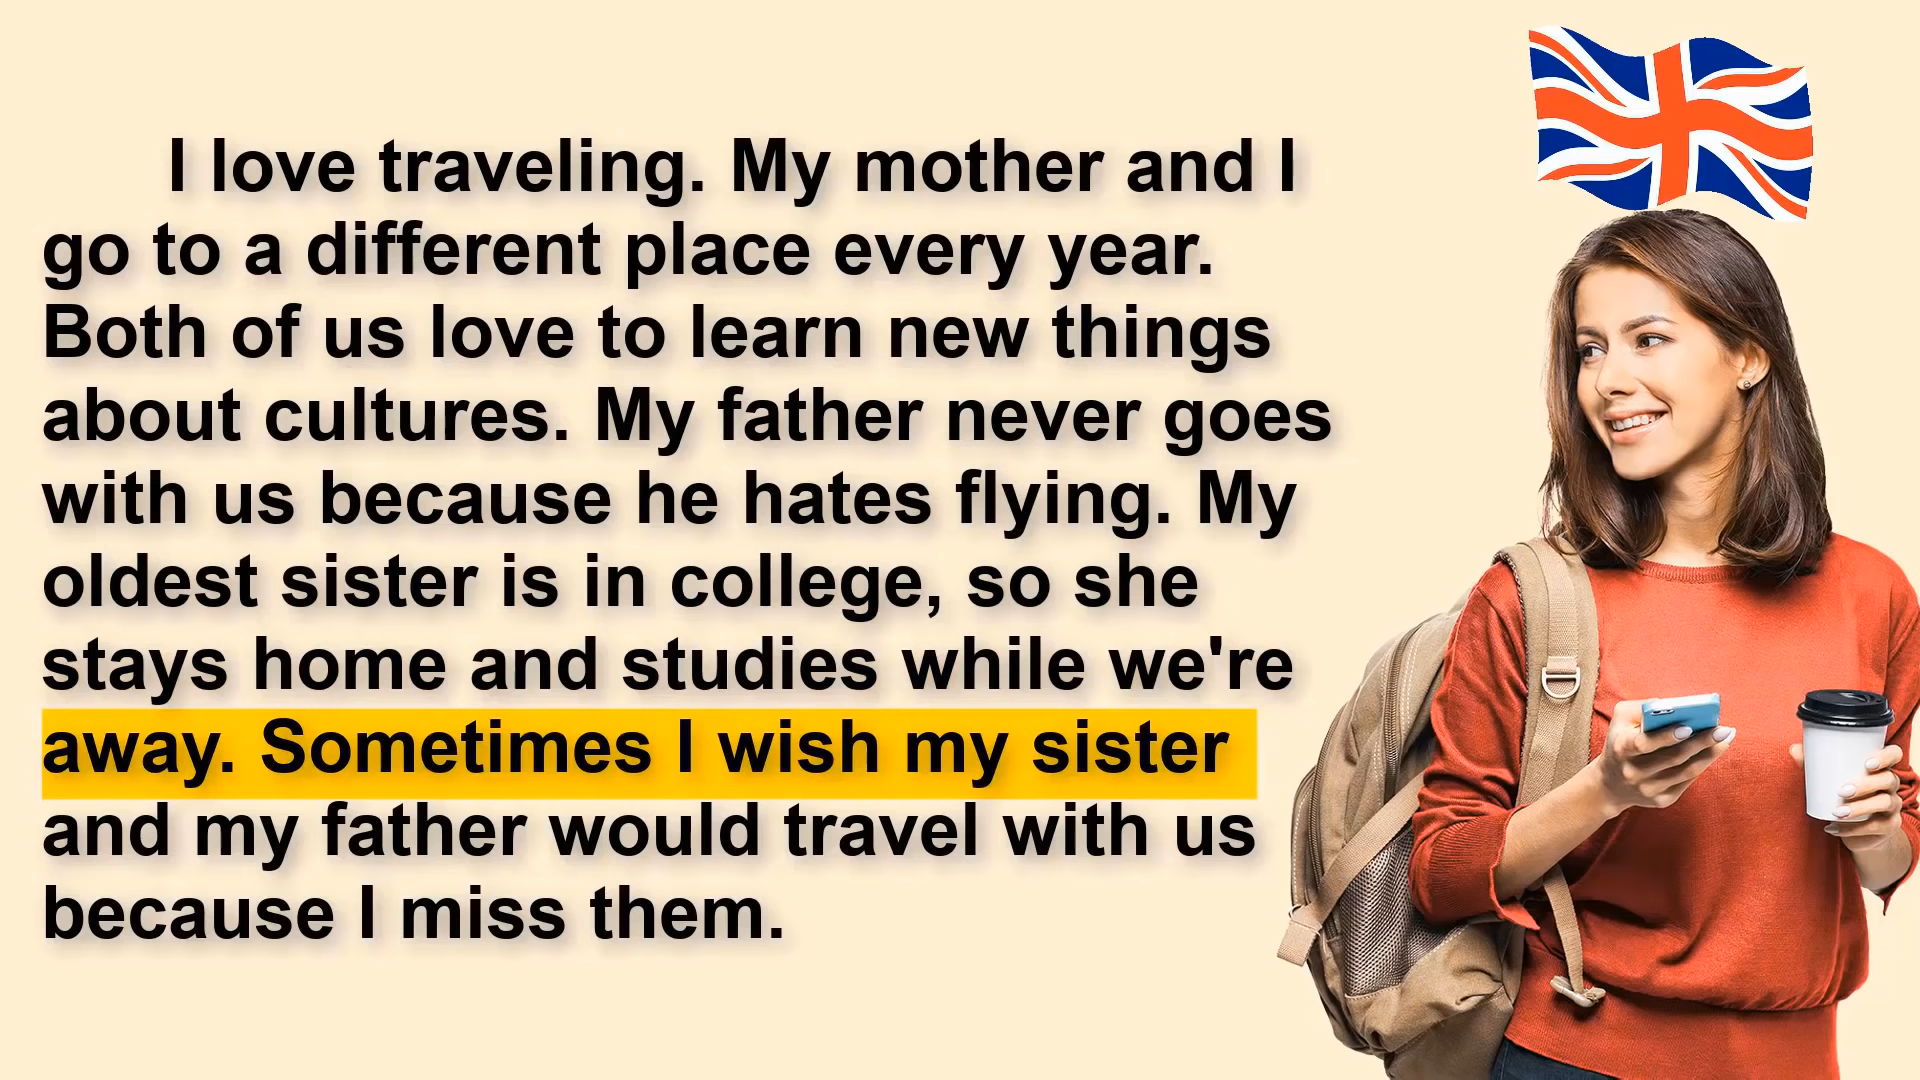 I love traveling. My mother and I
go to a different place every year.
Both of us love to learn new things
about cultures. My father never goes
with us because he hates flying. My
oldest sister is in college, so she
stays home and studies while we're
away. Sometimes I wish my sister
and my father would travel with us
because I miss them.